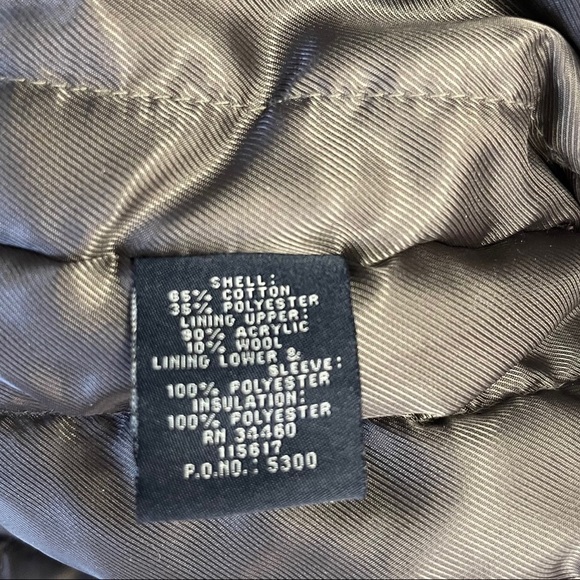 SHELL:
65% COTTON
35% POLYESTER
LINING UPPER:
90% ACRYLIC
10% WOOL
LINING LOWER &
SLEEVE:
100% POLYESTER
INSULATION:
100% POLYESTER
RN 34460
115617
P.O.NO.: 5300